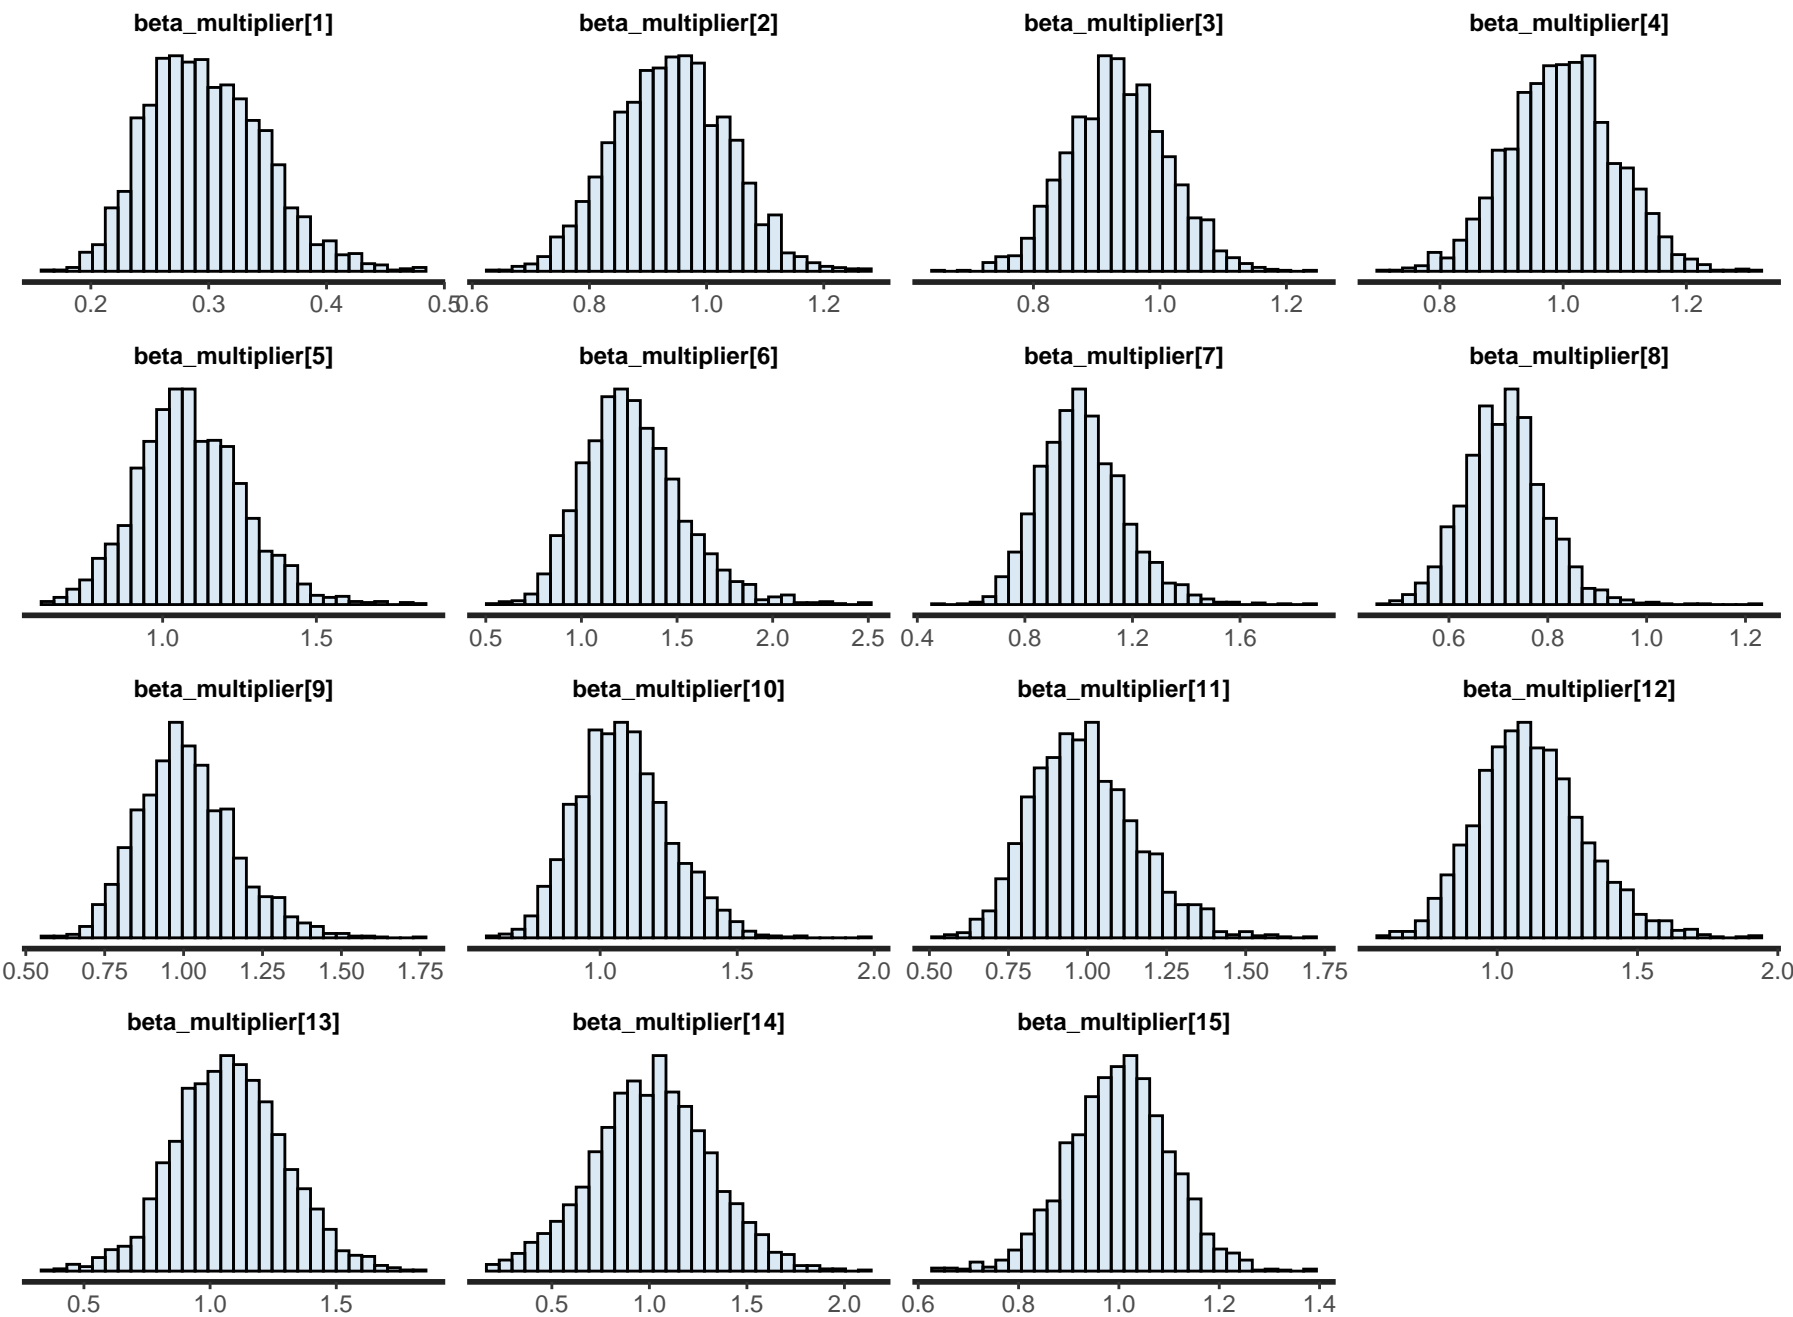 beta_multiplier[1] beta_multiplier[2] beta_multiplier[3] beta_multiplier[4]
0.2 0.3 0.4 0.5 0.6 0.8 1.0 1.2 0.8 1.0 1.2 0.8 1.0 1.2
beta_multiplier[5] beta_multiplier[6] beta_multiplier[7] beta_multiplier[8]
1.0 1.5 0.5 1.0 1.5 2.0 2.5 0.4 0.8 1.2 1.6 0.6 0.8 1.0 1.2
beta_multiplier[9] beta_multiplier[10] beta_multiplier[11] beta_multiplier[12]
0.50 0.75 1.00 1.25 1.50 1.75 1.0 1.5 2.0 0.50 0.75 1.00 1.25 1.50 1.75 1.0 1.5 2.0
beta_multiplier[13] beta_multiplier[14] beta_multiplier[15]
0.5 1.0 1.5 0.5 1.0 1.5 2.0 0.6 0.8 1.0 1.2 1.4